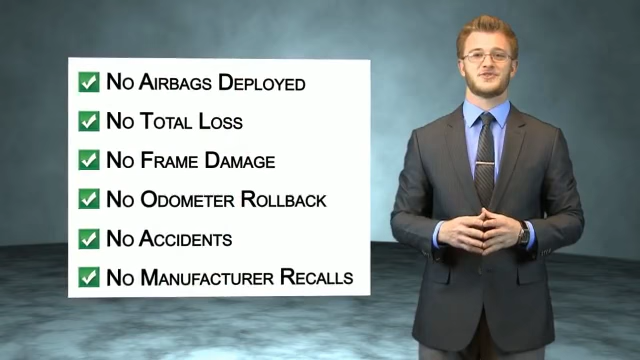 No Airbags Deployed
No Total Loss
No Frame Damage
No Odometer Rollback
No Accidents
No Manufacturer Recalls